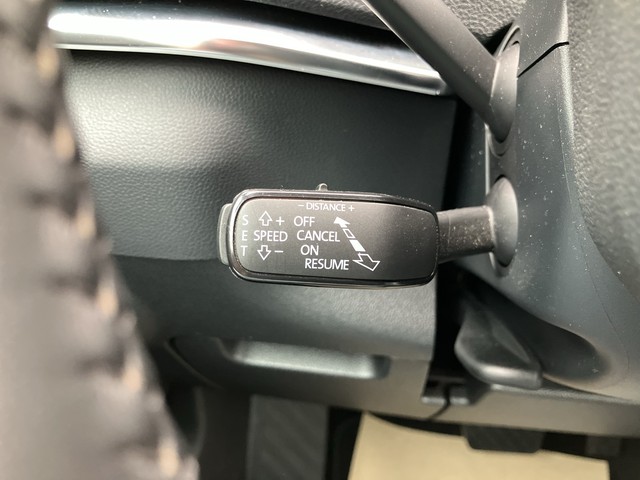 - DISTANCE +
S + OFF
E SPEED CANCEL
T - ON
RESUME